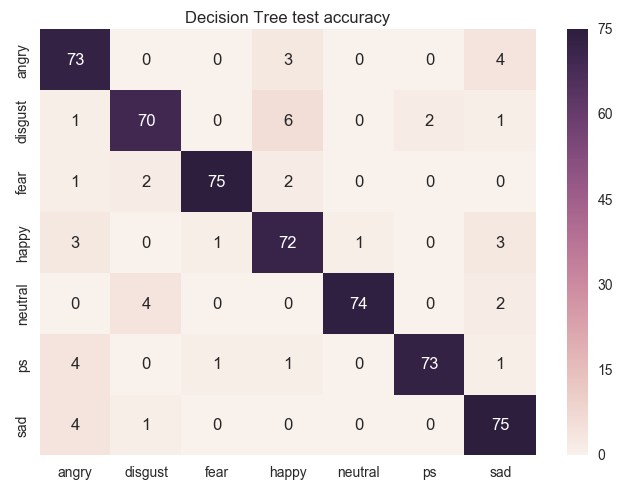 Decision Tree test accuracy
angry 73 0 0 3 0 0 4
disgust 1 70 0 6 0 2 1
fear 1 2 75 2 0 0 0
happy 3 0 1 72 1 0 3
neutral 0 4 0 0 74 0 2
ps 4 0 1 1 0 73 1
sad 4 1 0 0 0 0 75
angry disgust fear happy neutral ps sad
75
60
45
30
15
0